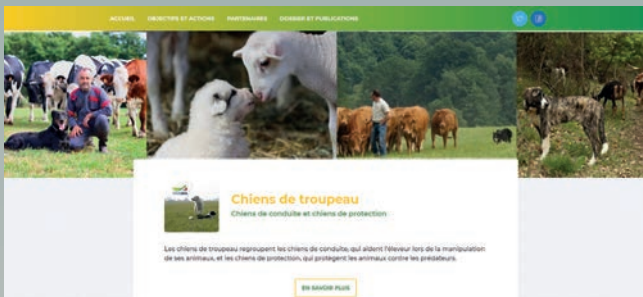 ACCUEIL OBJECTIFS ET ACTIONS PARTENAIRES DOSSIER ET PUBLICATIONS
Chiens de troupeau
Chiens de conduite et chiens de protection
Les chiens de troupeau regroupent les chiens de conduite, qui aident l'éleveur lors de la manipulation
de ses animaux, et les chiens de protection, qui protègent les animaux contre les prédateurs.
EN SAVOIR PLUS